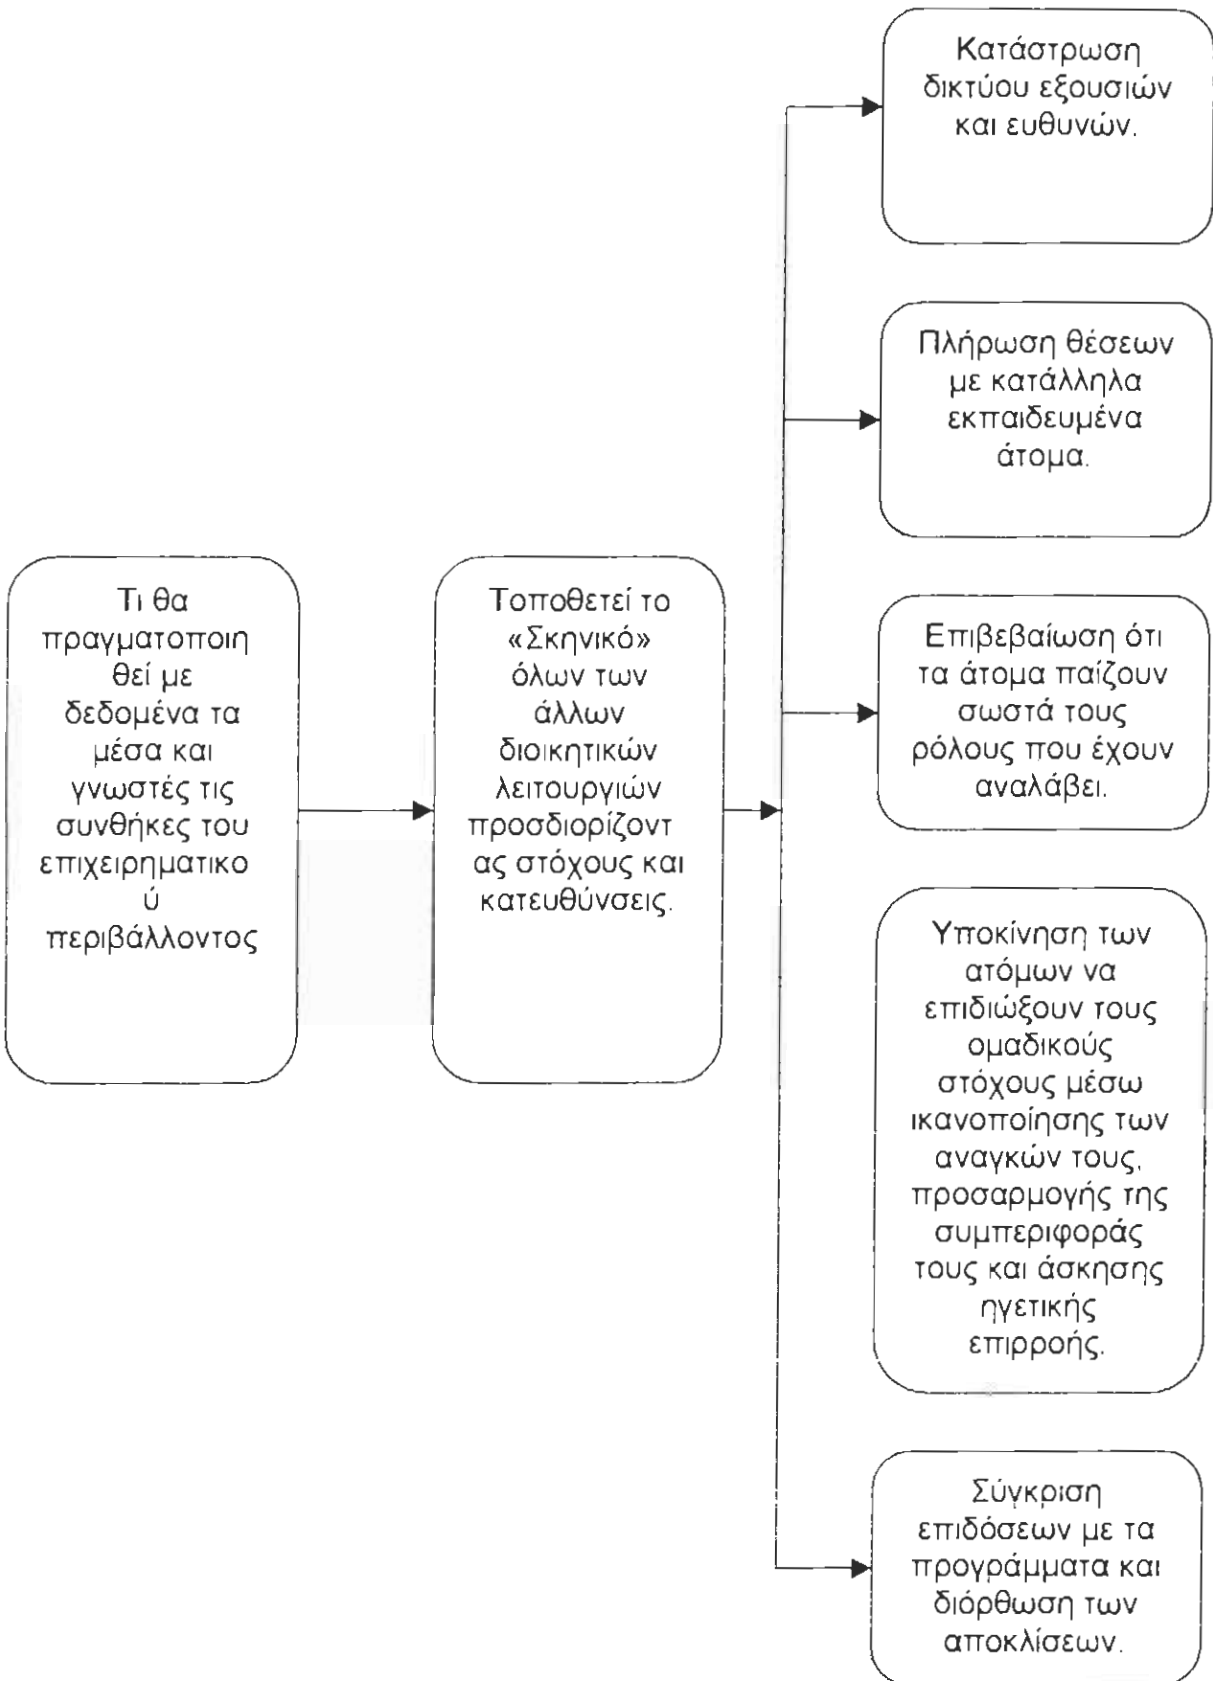 Τι θα
πραγματοποιη
θεί με
δεδομένα τα
μέσα και
γνωστές τις
συνθήκες του
επιχειρηματικο
ύ
περιβάλλοντος
Τοποθετεί το
«Σκηνικό»
όλων των
άλλων
διοικητικών
λειτουργιών
προσδιορίζοντ
ας στόχους και
κατευθύνσεις.
Κατάστρωση
δικτύου εξουσιών
και ευθυνών.
Πλήρωση θέσεων
με κατάλληλα
εκπαιδευμένα
άτομα.
Επιβεβαίωση ότι
τα άτομα παίζουν
σωστά τους
ρόλους που έχουν
αναλάβει.
Υποκίνηση των
ατόμων να
επιδιώξουν τους
ομαδικούς
στόχους μέσω
ικανοποίησης των
αναγκών τους,
προσαρμογής της
συμπεριφοράς
τους και άσκησης
ηγετικής
επιρροής.
Σύγκριση
επιδόσεων με τα
προγράμματα και
διόρθωση των
αποκλίσεων.